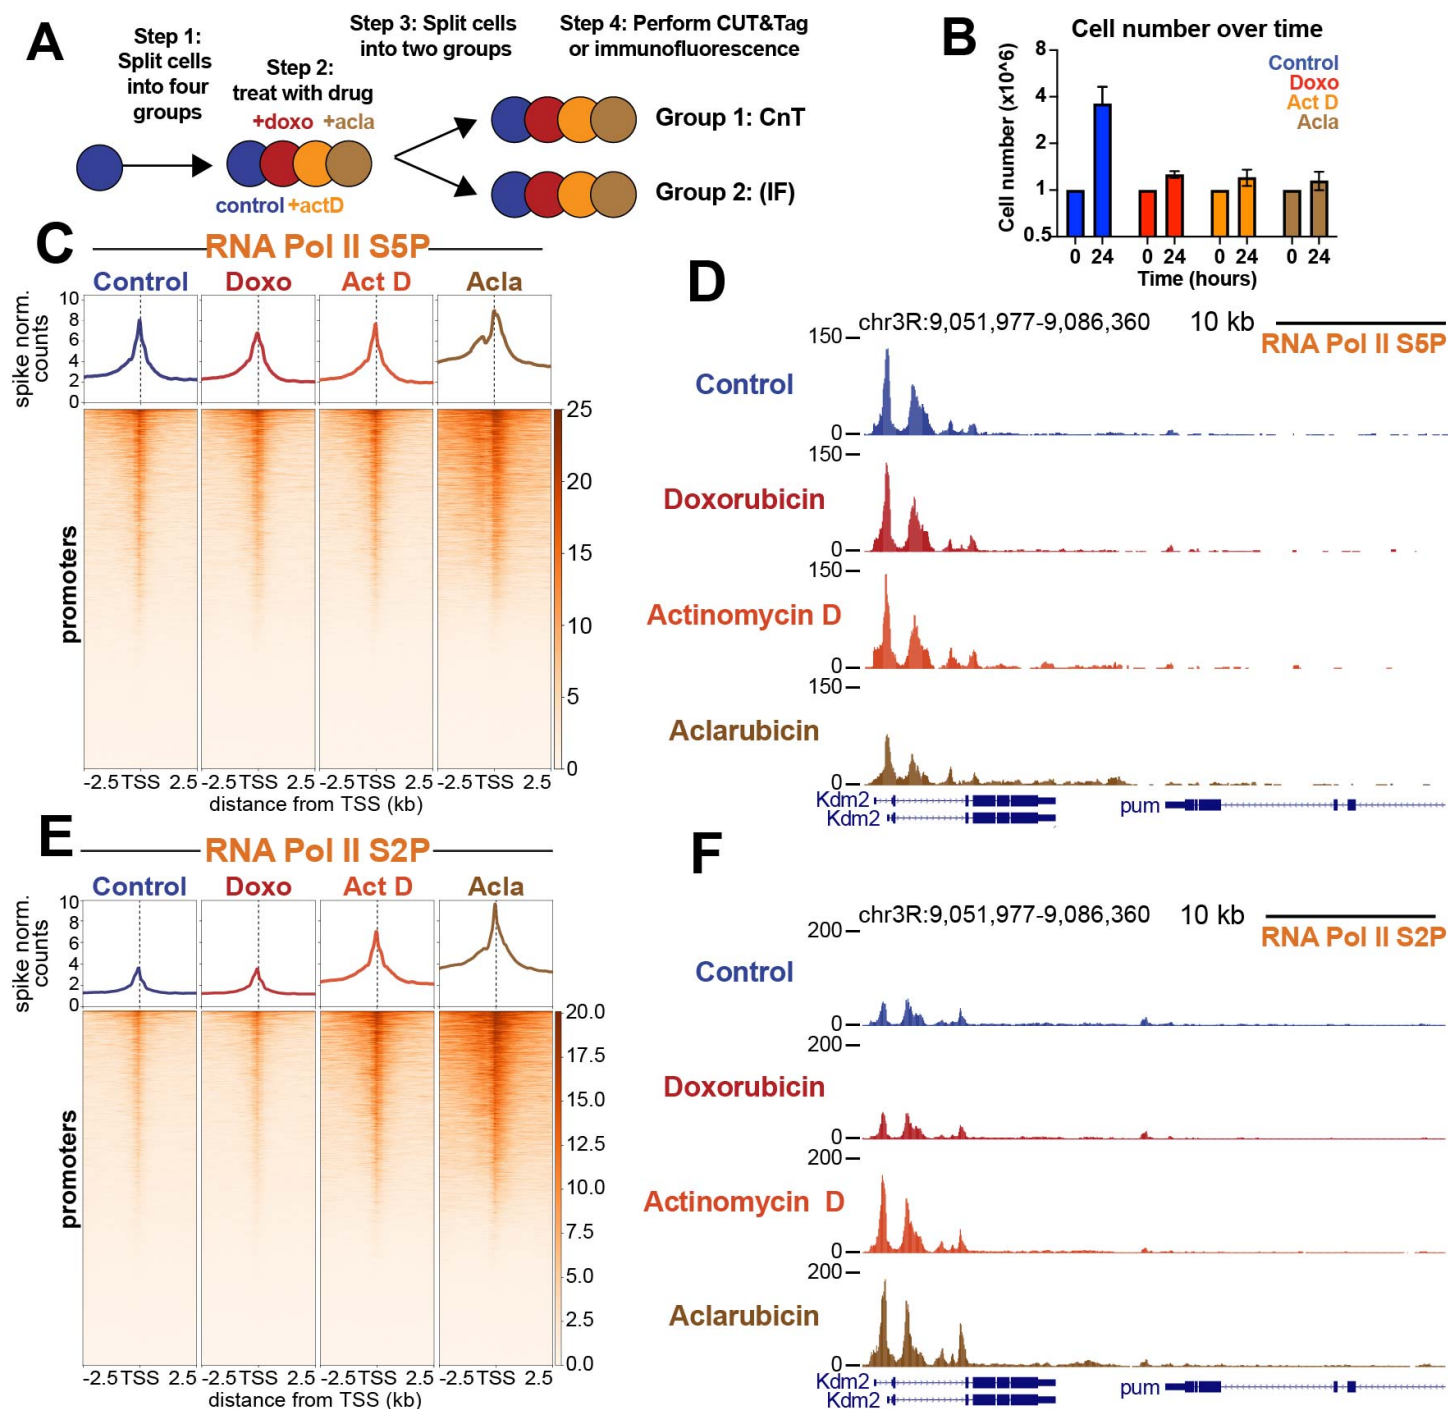 A
Step 1:
Split cells
into four
groups
Step 2:
treat with drug
+doxo +acla
control +actD
Step 3: Split cells
into two groups
Step 4: Perform CUT&Tag
or immunofluorescence
Group 1: CnT
Group 2: (IF)
B
Cell number over time
Cell number (x10^6)
8
4
2
1
0.5
Control
Doxo
Act D
Acla
0 24 0 24 0 24 0 24
Time (hours)
C
RNA Pol II S5P
Control Doxo Act D Acla
spike norm.
counts
10
8
6
4
2
0
promoters
25
20
15
10
5
0
-2.5 TSS 2.5 -2.5 TSS 2.5 -2.5 TSS 2.5 -2.5 TSS 2.5
distance from TSS (kb)
D
chr3R:9,051,977-9,086,360 10 kb
RNA Pol II S5P
150
Control
0
150
Doxorubicin
0
150
Actinomycin D
0
150
Aclarubicin
0
Kdm2
Kdm2
pum
E
RNA Pol II S2P
Control Doxo Act D Acla
spike norm.
counts
10
8
6
4
2
0
promoters
20.0
17.5
15.0
12.5
10.0
7.5
5.0
2.5
0.0
-2.5 TSS 2.5 -2.5 TSS 2.5 -2.5 TSS 2.5 -2.5 TSS 2.5
distance from TSS (kb)
F
chr3R:9,051,977-9,086,360 10 kb
RNA Pol II S2P
200
Control
0
200
Doxorubicin
0
200
Actinomycin D
0
200
Aclarubicin
0
Kdm2
Kdm2
pum